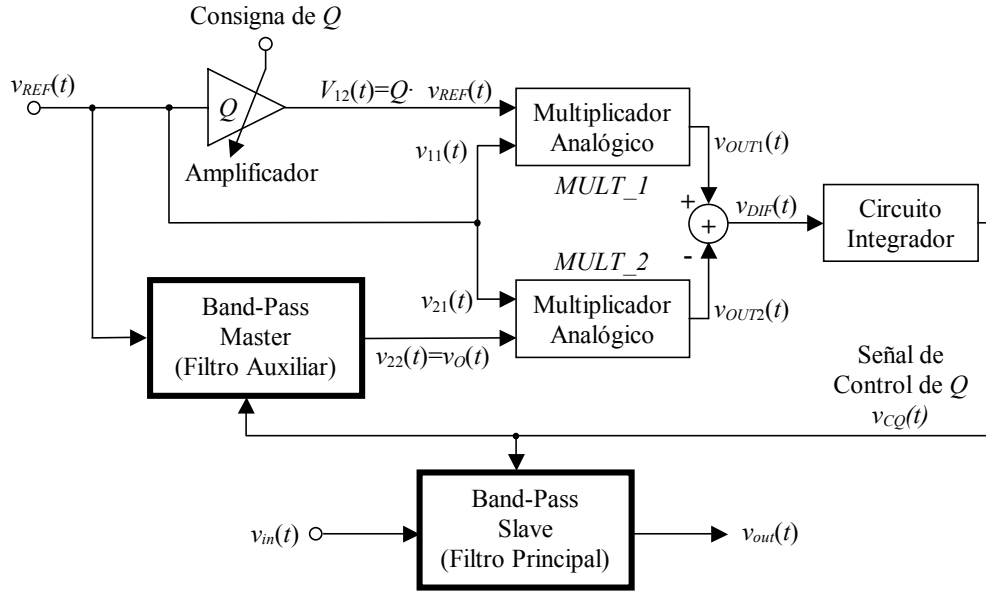 Consigna de Q
vREF(t)
Q
V12(t)=Q· vREF(t)
Amplificador
v11(t)
Multiplicador
Analógico
MULT_1
vOUT1(t)
+
+
-
vDIF(t)
Circuito
Integrador
MULT_2
v21(t)
Multiplicador
Analógico
vOUT2(t)
Band-Pass
Master
(Filtro Auxiliar)
v22(t)=vO(t)
Señal de
Control de Q
vCQ(t)
Band-Pass
Slave
(Filtro Principal)
vin(t)
vout(t)